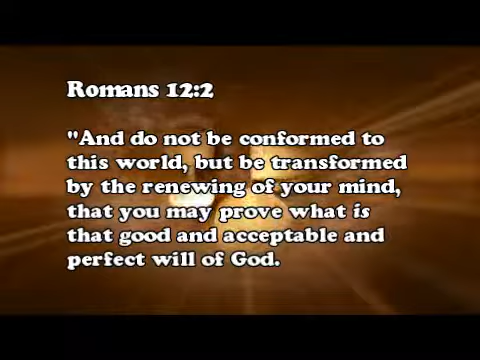 Romans 12:2
"And do not be conformed to
this world, but be transformed
by the renewing of your mind,
that you may prove what is
that good and acceptable and
perfect will of God.